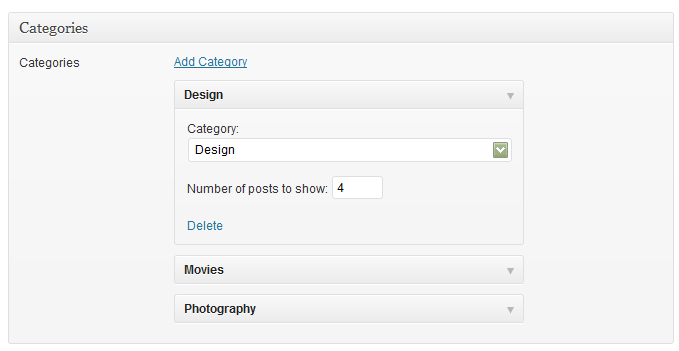 Categories
Categories
Add Category
Design
Category:
Design
Number of posts to show: 4
Delete
Movies
Photography